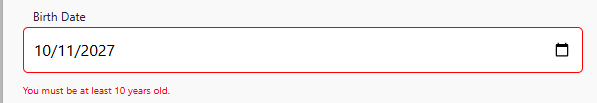 Birth Date
10/11/2027
You must be at least 10 years old.